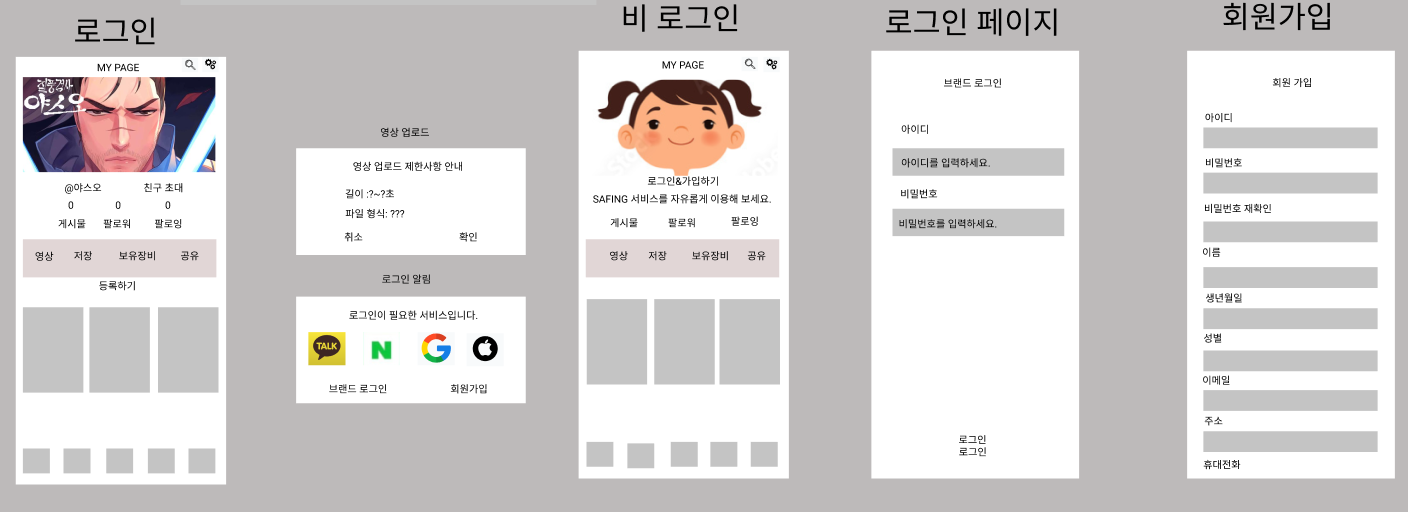 로그인
MY PAGE
질풍검사
야스오
@야스오 친구 초대
0 0 0
게시물 팔로워 팔로잉
영상 저장 보유장비 공유
등록하기
영상 업로드
영상 업로드 제한사항 안내
길이 :?~?초
파일 형식: ???
취소 확인
로그인 알림
로그인이 필요한 서비스입니다.
TALK N G
브랜드 로그인 회원가입
비 로그인
MY PAGE
로그인&가입하기
SAFING 서비스를 자유롭게 이용해 보세요.
게시물 팔로워 팔로잉
영상 저장 보유장비 공유
로그인 페이지
브랜드 로그인
아이디
아이디를 입력하세요.
비밀번호
비밀번호를 입력하세요.
로그인
로그인
회원가입
회원 가입
아이디
비밀번호
비밀번호 재확인
이름
생년월일
성별
이메일
주소
휴대전화